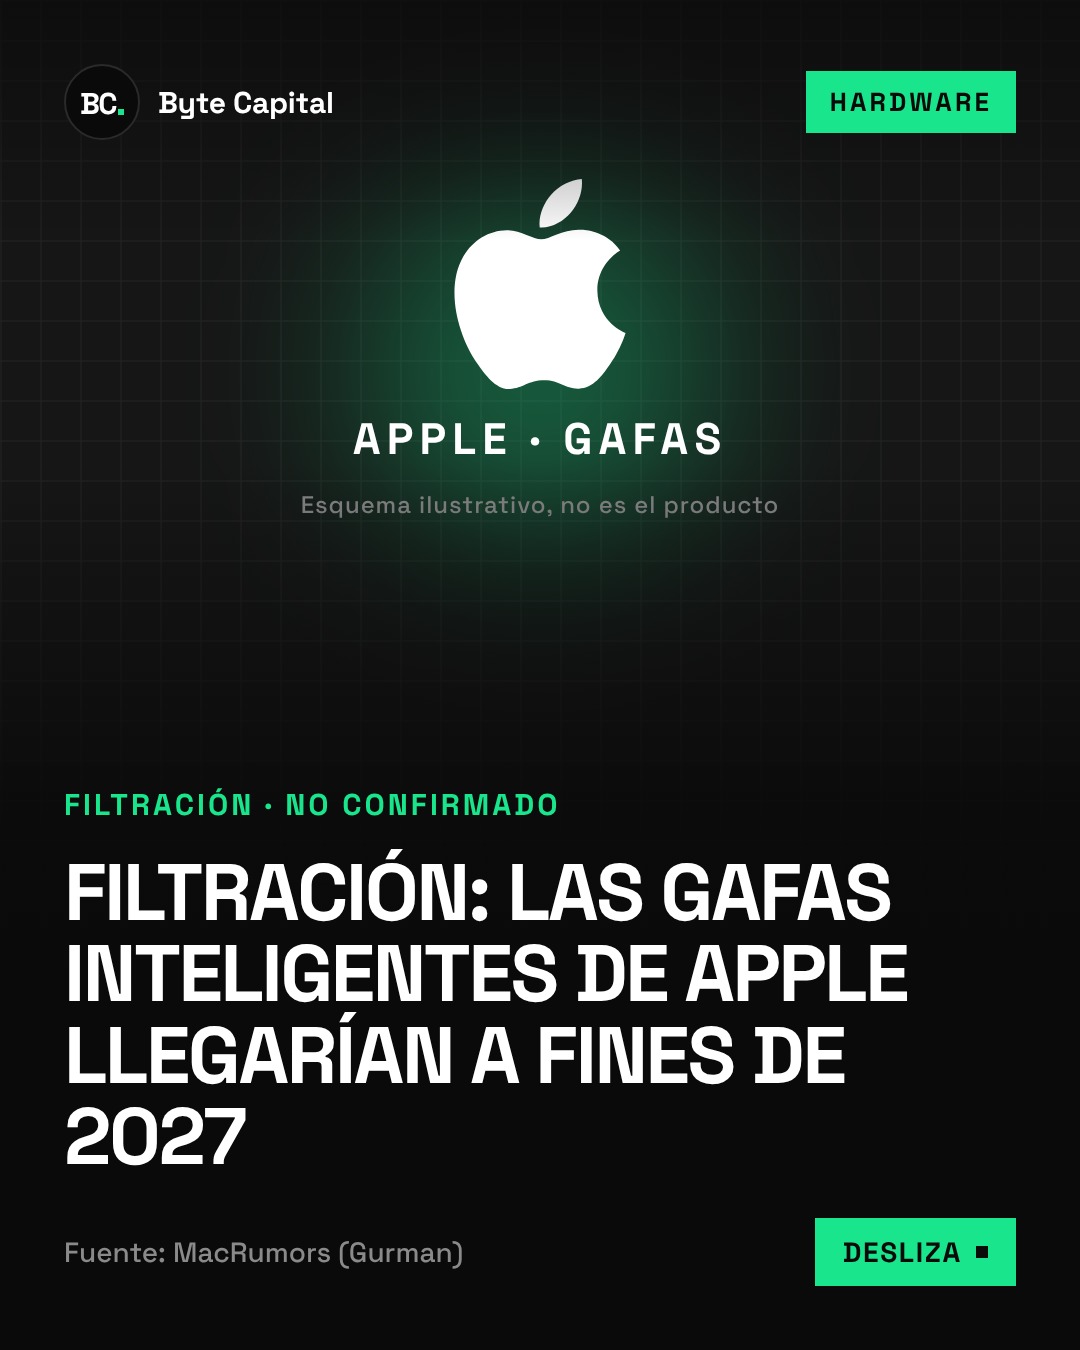 BC.
Byte Capital
HARDWARE
APPLE · GAFAS
Esquema ilustrativo, no es el producto
FILTRACIÓN · NO CONFIRMADO
FILTRACIÓN: LAS GAFAS
INTELIGENTES DE APPLE
LLEGARÍAN A FINES DE
2027
Fuente: MacRumors (Gurman)
DESLIZA